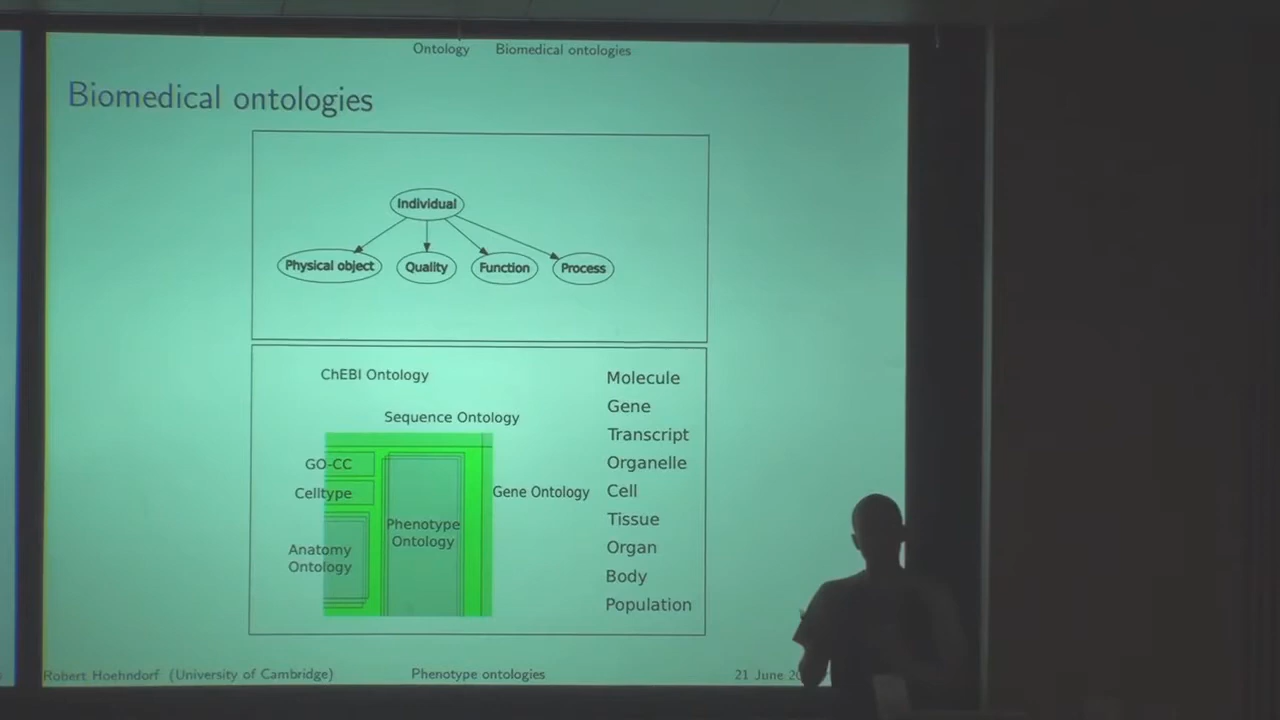 Ontology Biomedical ontologies
Biomedical ontologies
Individual
Physical object Quality Function Process
ChEBI Ontology
Sequence Ontology
GO-CC
Celltype
Anatomy
Ontology
Phenotype
Ontology
Gene Ontology
Molecule
Gene
Transcript
Organelle
Cell
Tissue
Organ
Body
Population
Robert Hoehndorf (University of Cambridge) Phenotype ontologies 21 June